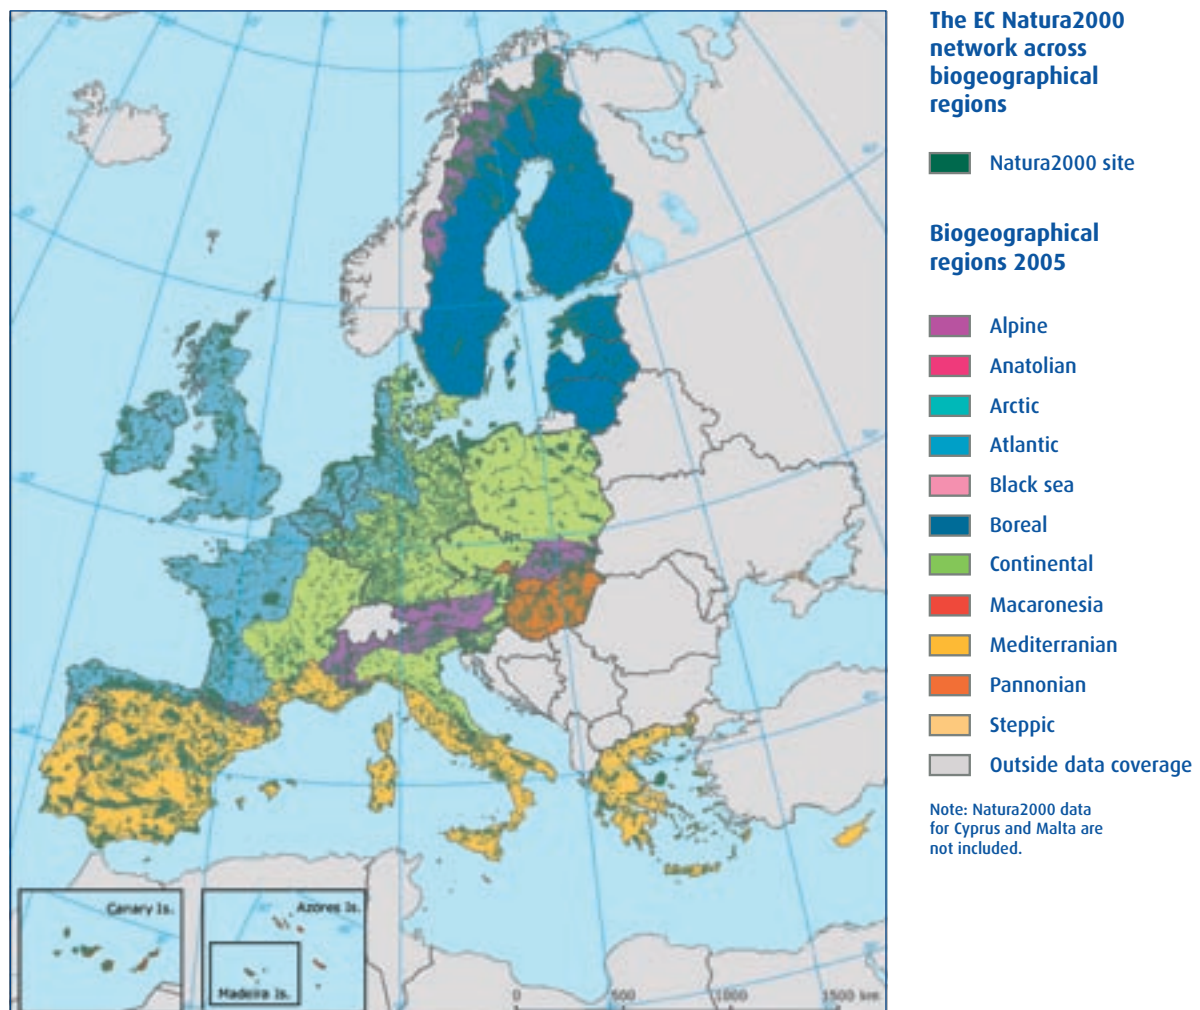 The EC Natura2000
network across
biogeographical
regions
Natura2000 site
Biogeographical
regions 2005
Alpine
Anatolian
Arctic
Atlantic
Black sea
Boreal
Continental
Macaronesia
Mediterranian
Pannonian
Steppic
Outside data coverage
Note: Natura2000 data
for Cyprus and Malta are
not included.
Canary Is.
Azores Is.
Madeira Is.
0 500 1000 1500 km